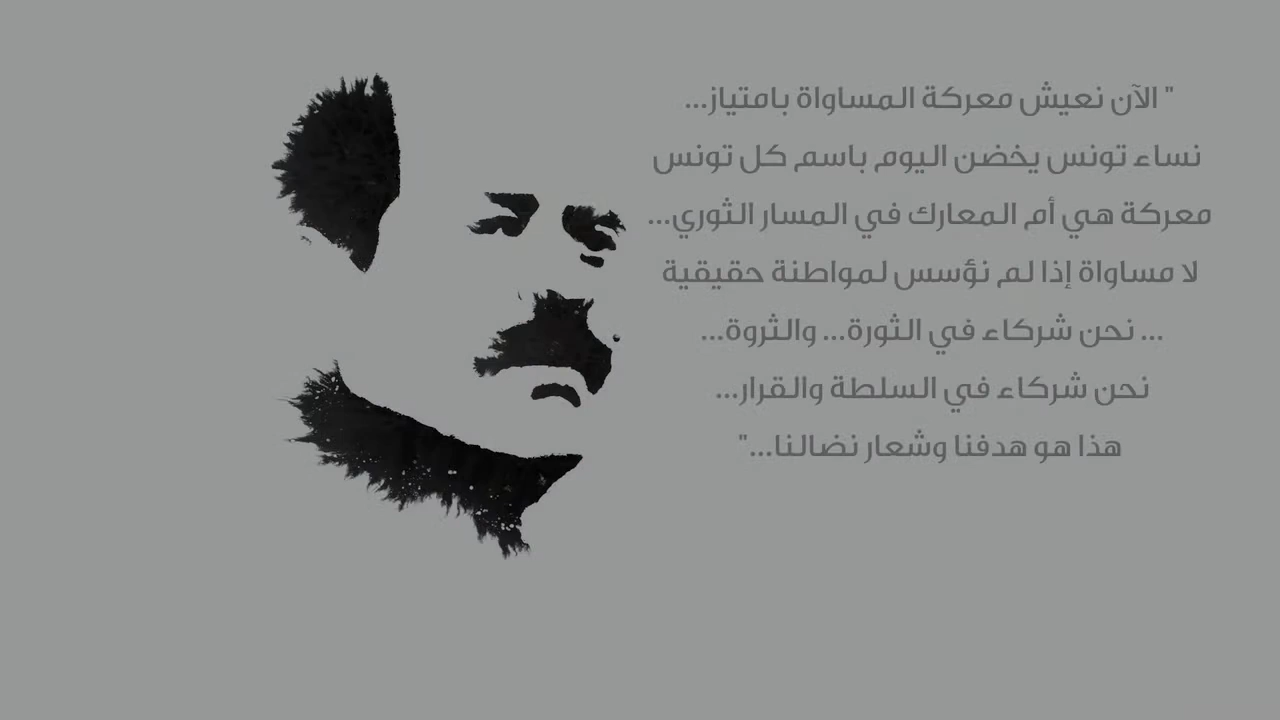 " الآن نعيش معركة المساواة بامتياز...
نساء تونس يخضن اليوم باسم كل تونس
معركة هي أم المعارك في المسار الثوري...
لا مساواة إذا لم نؤسس لمواطنة حقيقية
... نحن شركاء في الثورة... والثروة...
نحن شركاء في السلطة والقرار...
هذا هو هدفنا وشعار نضالنا..."